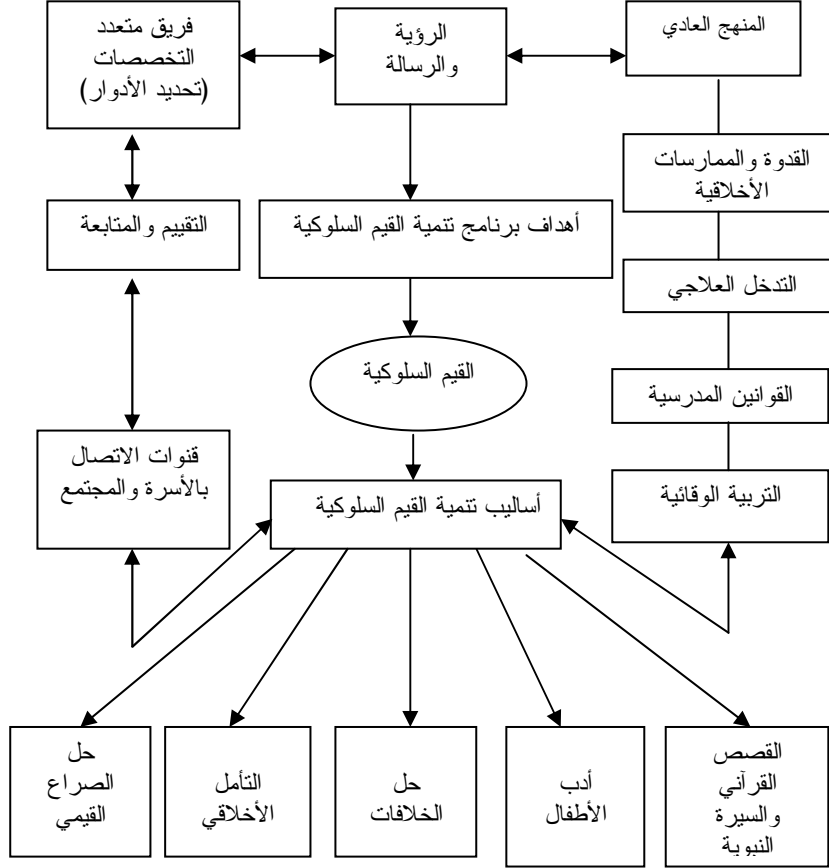 المنهج العادي
الرؤية
والرسالة
فريق متعدد
التخصصات
(تحديد الأدوار)
القدوة والممارسات
الأخلاقية
أهداف برنامج تنمية القيم السلوكية
التقييم والمتابعة
التدخل العلاجي
القيم السلوكية
القوانين المدرسية
قنوات الاتصال
بالأسرة والمجتمع
التربية الوقائية
أساليب تنمية القيم السلوكية
القصص
القرآني
والسيرة
النبوية
أدب
الأطفال
حل
الخلافات
التأمل
الأخلاقي
حل
الصراع
القيمي